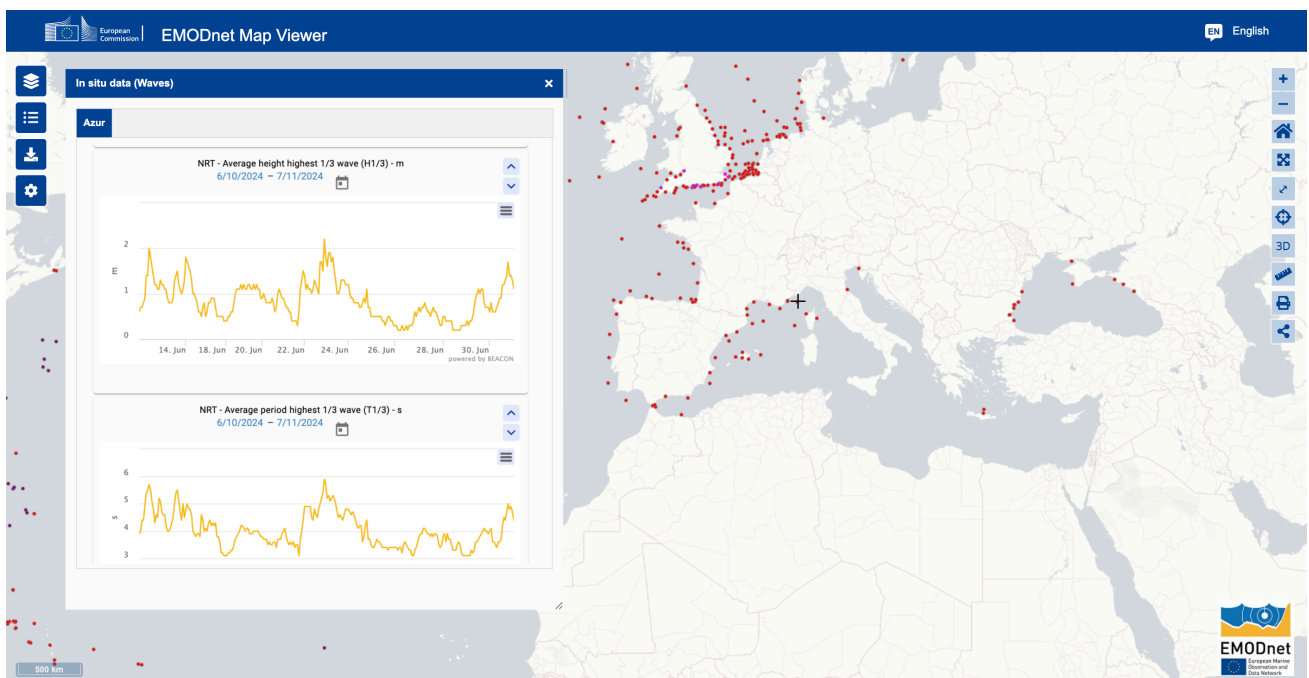 European
Commission
EMODnet Map Viewer
EN English
In situ data (Waves) ×
Azur
NRT - Average height highest 1/3 wave (H1/3) - m
6/10/2024 – 7/11/2024
2
m
1
0
14. Jun 18. Jun 20. Jun 22. Jun 24. Jun 26. Jun 28. Jun 30. Jun
powered by BEACON
NRT - Average period highest 1/3 wave (T1/3) - s
6/10/2024 – 7/11/2024
6
5
s
4
3
+
−
3D
500 km
EMODnet
European Marine
Observation and
Data Network